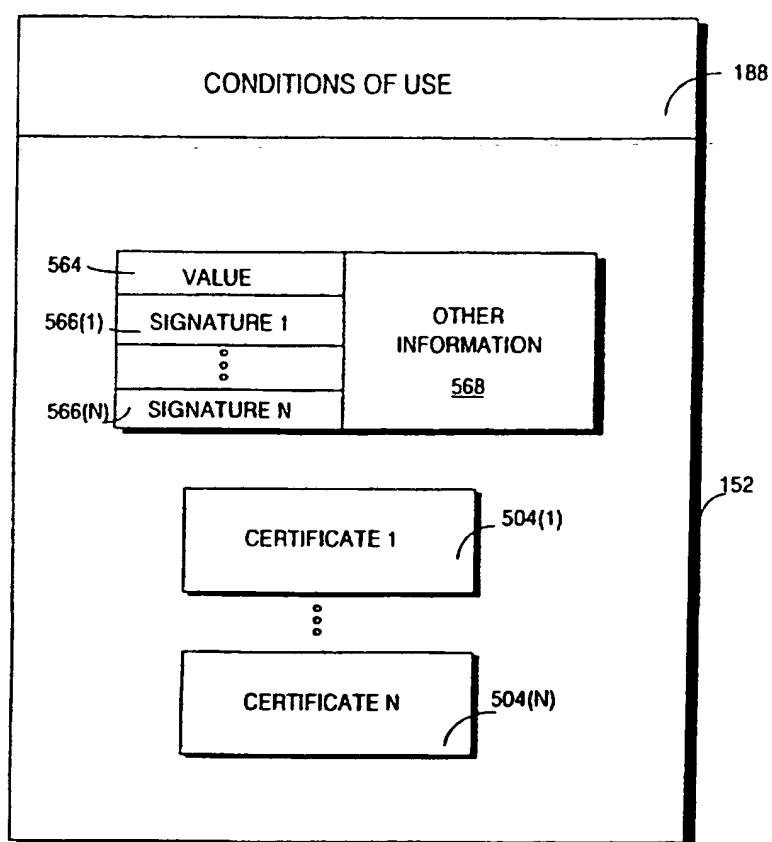 CONDITIONS OF USE
188
564
VALUE
566(1)
SIGNATURE 1
OTHER
INFORMATION
568
566(N)
SIGNATURE N
152
CERTIFICATE 1
504(1)
CERTIFICATE N
504(N)